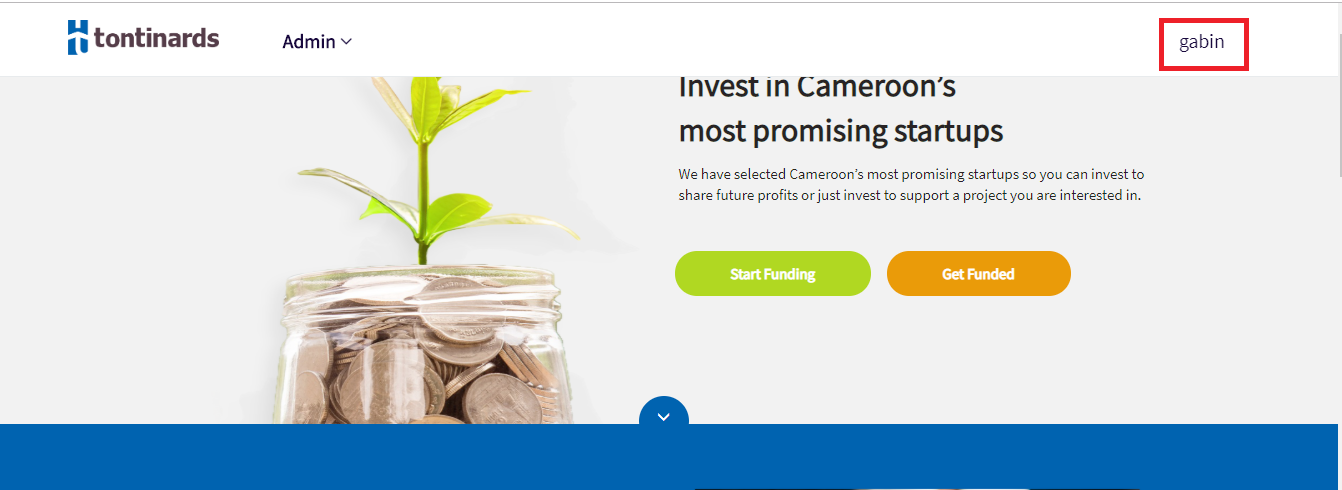 tontinards
Admin
gabin
Invest in Cameroon’s
most promising startups
We have selected Cameroon’s most promising startups so you can invest to
share future profits or just invest to support a project you are interested in.
Start Funding
Get Funded